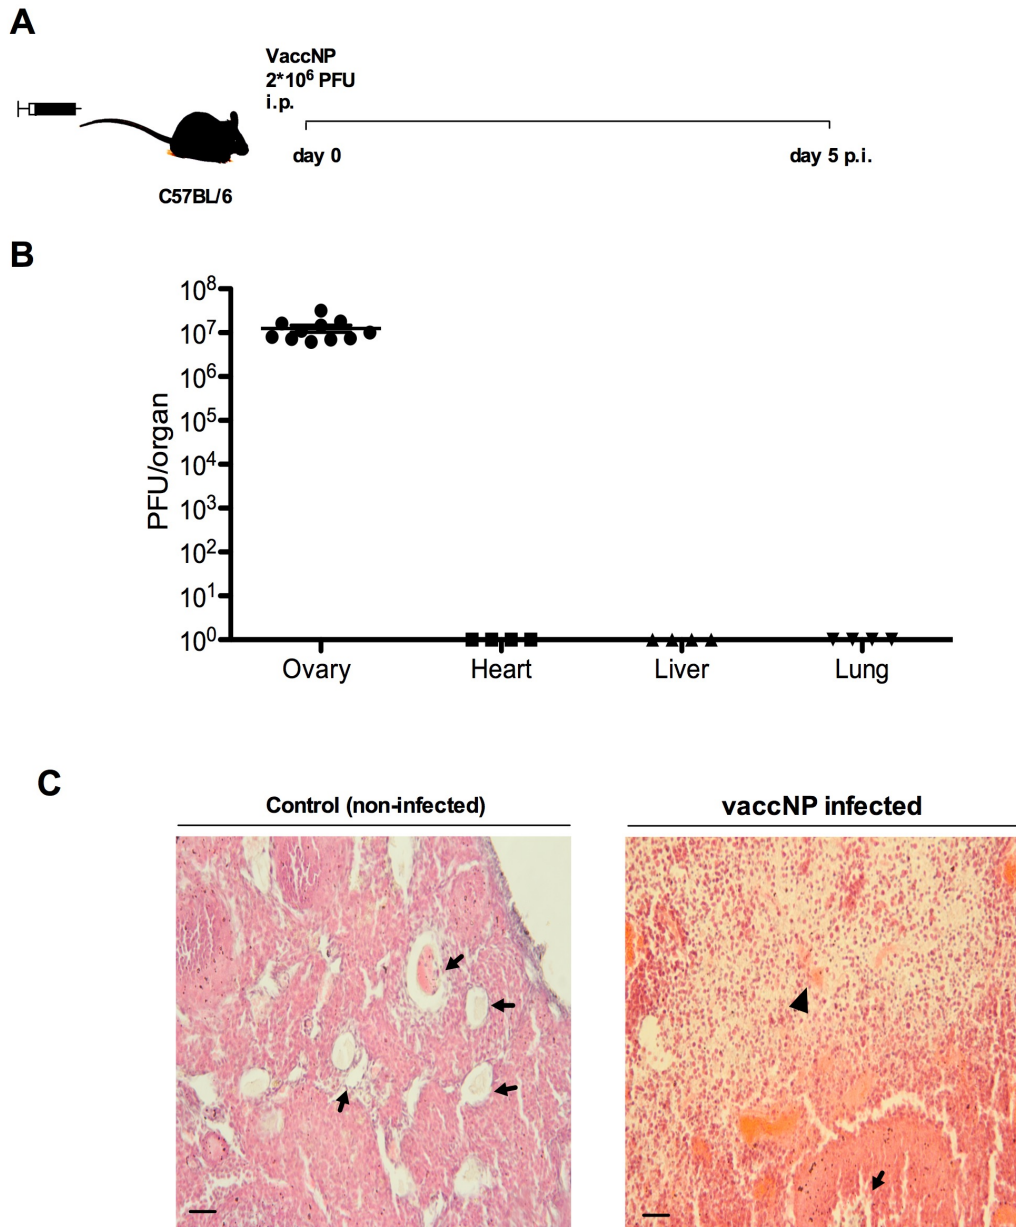 A
VaccNP
2*10⁶ PFU
i.p.
day 0
day 5 p.i.
C57BL/6
B
PFU/organ
10⁸
10⁷
10⁶
10⁵
10⁴
10³
10²
10¹
10⁰
Ovary
Heart
Liver
Lung
C
Control (non-infected)
vaccNP infected